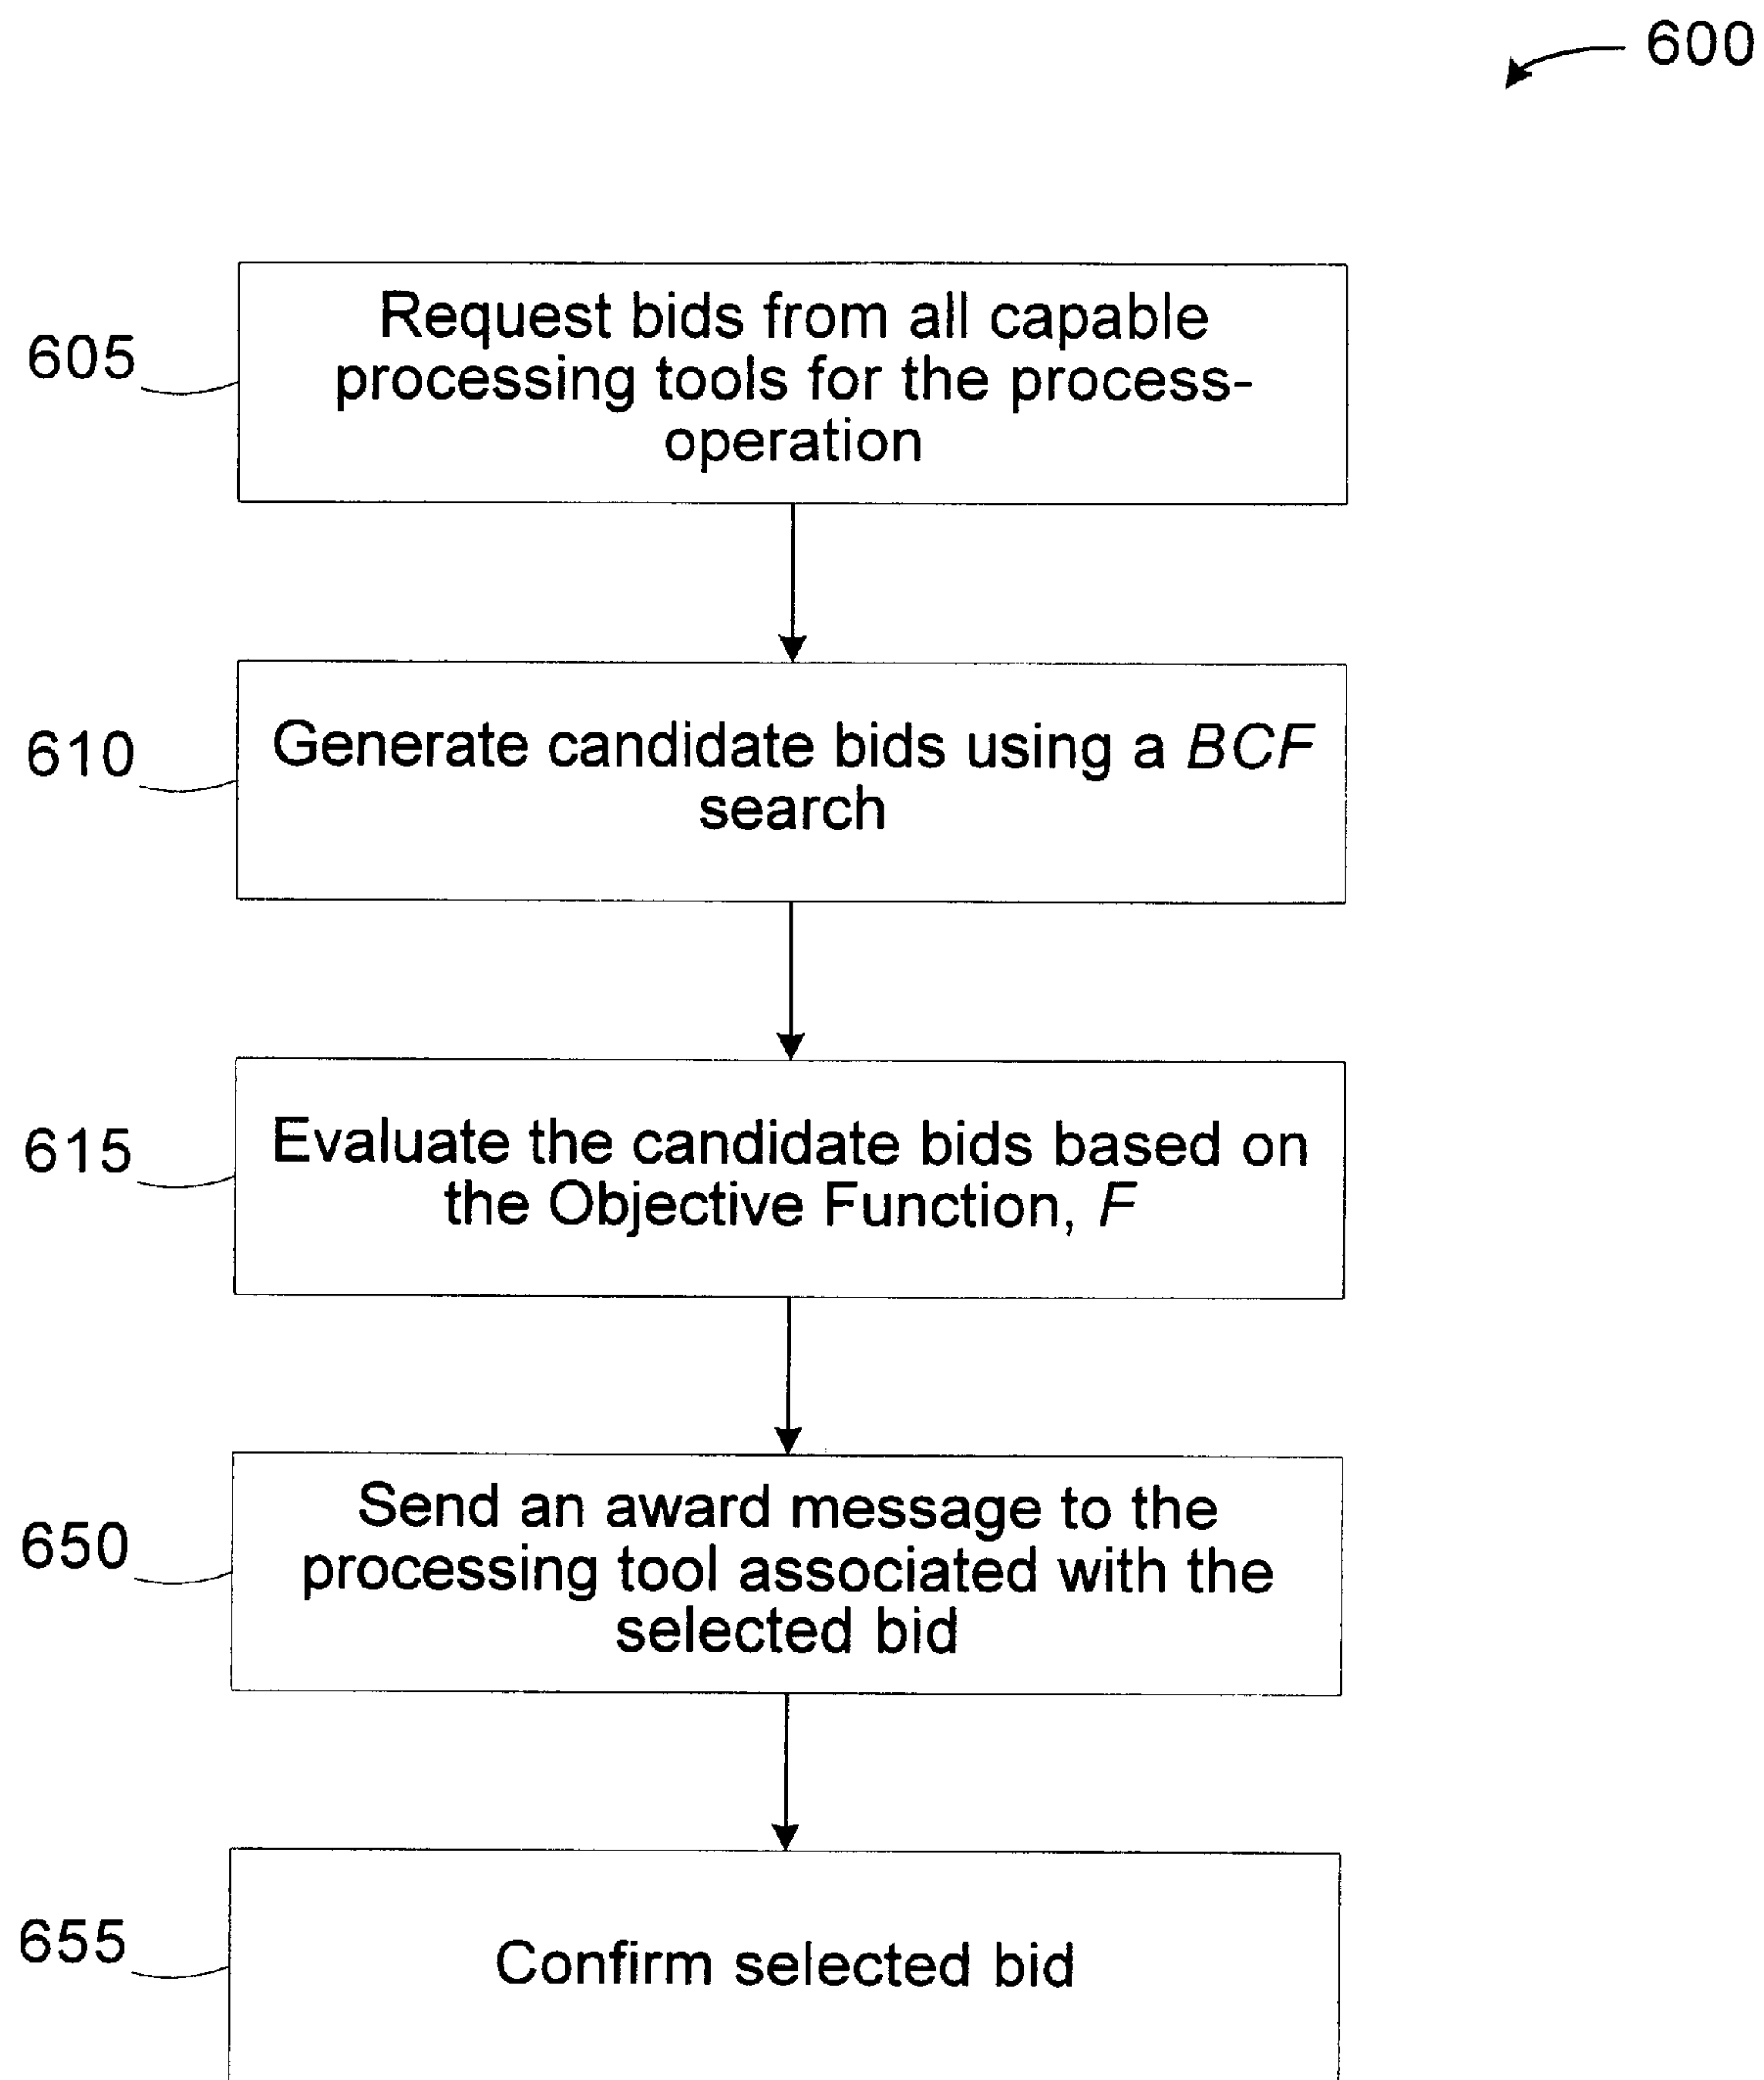 600
605
Request bids from all capable
processing tools for the process-
operation
610
Generate candidate bids using a BCF
search
615
Evaluate the candidate bids based on
the Objective Function, F
650
Send an award message to the
processing tool associated with the
selected bid
655
Confirm selected bid